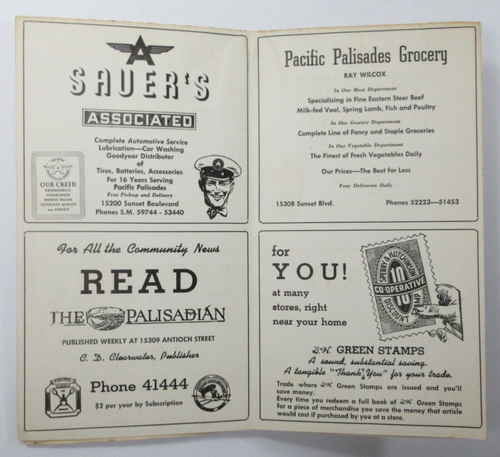 A
SAUER'S
ASSOCIATED
Complete Automotive Service
Lubrication—Car Washing
Goodyear Distributor
of
Tires, Batteries, Accessories
For 16 Years Serving
Pacific Palisades
Free Pickup and Delivery
15200 Sunset Boulevard
Phones S.M. 59744 - 53440
OUR CREED
Pacific Palisades Grocery
RAY WILCOX
In Our Meat Department
Specializing in Fine Eastern Steer Beef
Milk-fed Veal, Spring Lamb, Fish and Poultry
In Our Grocery Department
Complete Line of Fancy and Staple Groceries
In Our Vegetable Department
The Finest of Fresh Vegetables Daily
Our Prices—The Best for Less
Four Deliveries Daily
15308 Sunset Blvd. Phones 52223—51453
For All the Community News
READ
THE PALISADIAN
PUBLISHED WEEKLY AT 15309 ANTIOCH STREET
C. D. Clearwater, Publisher
Phone 41444
$2 per year by Subscription
for
YOU!
at many
stores, right
near your home
SPERRY & HUTCHINSON
10 10
CO-OPERATIVE
DISCOUNT STAMP
S&H GREEN STAMPS
A sound, substantial saving.
A tangible "Thank You" for your trade.
Trade where S&H Green Stamps are issued and you'll
save money.
Every time you redeem a full book of S&H Green Stamps
for a piece of merchandise you save the money that article
would cost if purchased by you at a store.